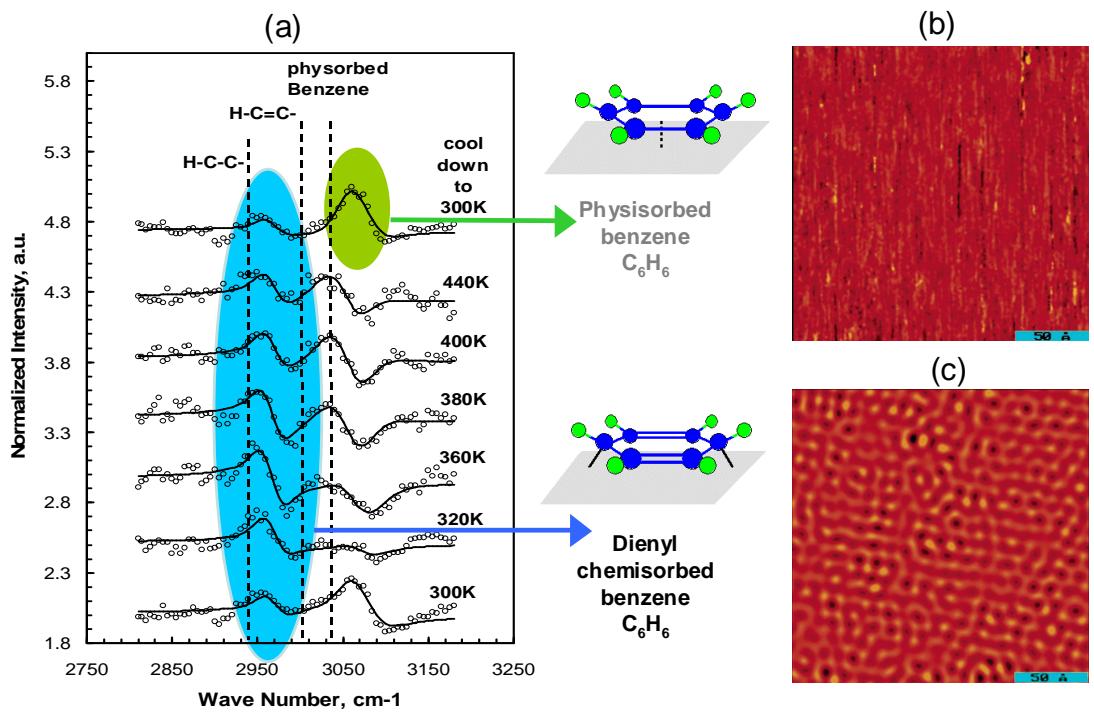 (a)
5.8
5.3
4.8
4.3
3.8
3.3
2.8
2.3
1.8
Normalized Intensity, a.u.
physorbed
Benzene
H-C=C-
H-C-C-
cool
down
to
300K
440K
400K
380K
360K
320K
300K
2750
2850
2950
3050
3150
3250
Wave Number, cm-1
Physisorbed
benzene
C₆H₆
Dienyl
chemisorbed
benzene
C₆H₆
(b)
50 Å
(c)
50 Å